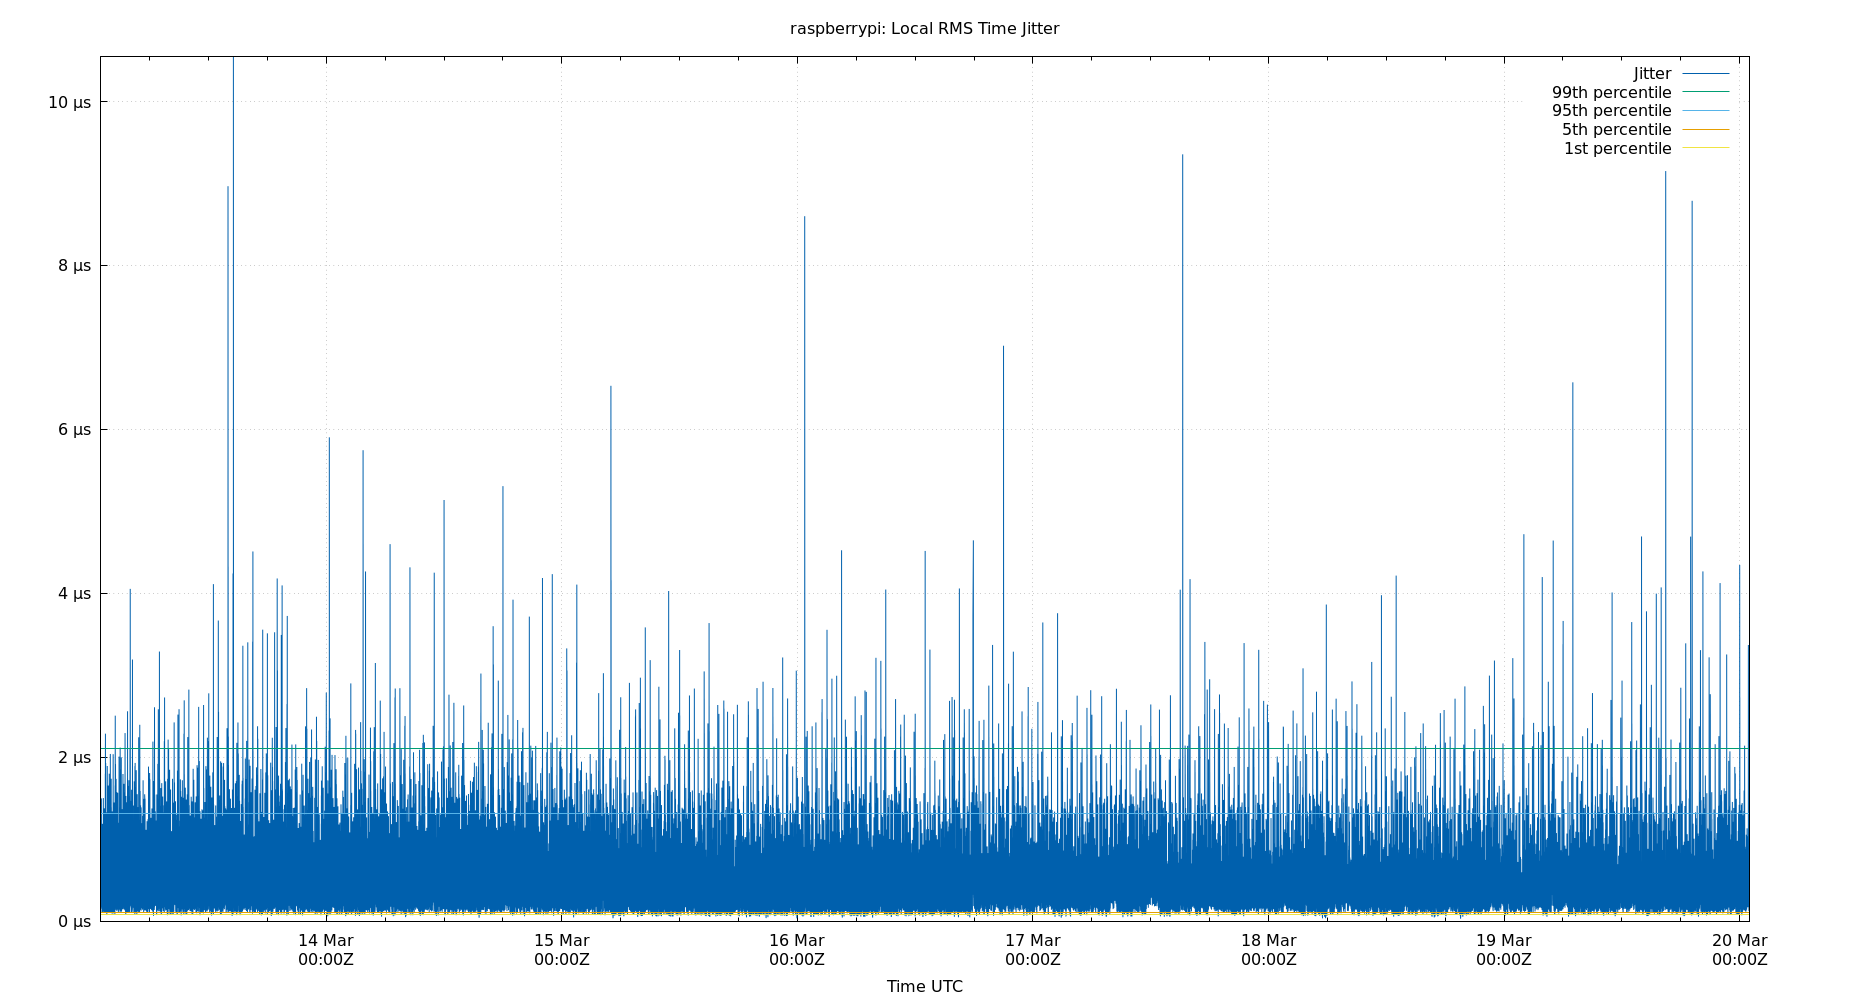 raspberrypi: Local RMS Time Jitter
Jitter
99th percentile
95th percentile
5th percentile
1st percentile
10 µs
8 µs
6 µs
4 µs
2 µs
0 µs
14 Mar 15 Mar 16 Mar 17 Mar 18 Mar 19 Mar 20 Mar
00:00Z 00:00Z 00:00Z 00:00Z 00:00Z 00:00Z 00:00Z
Time UTC